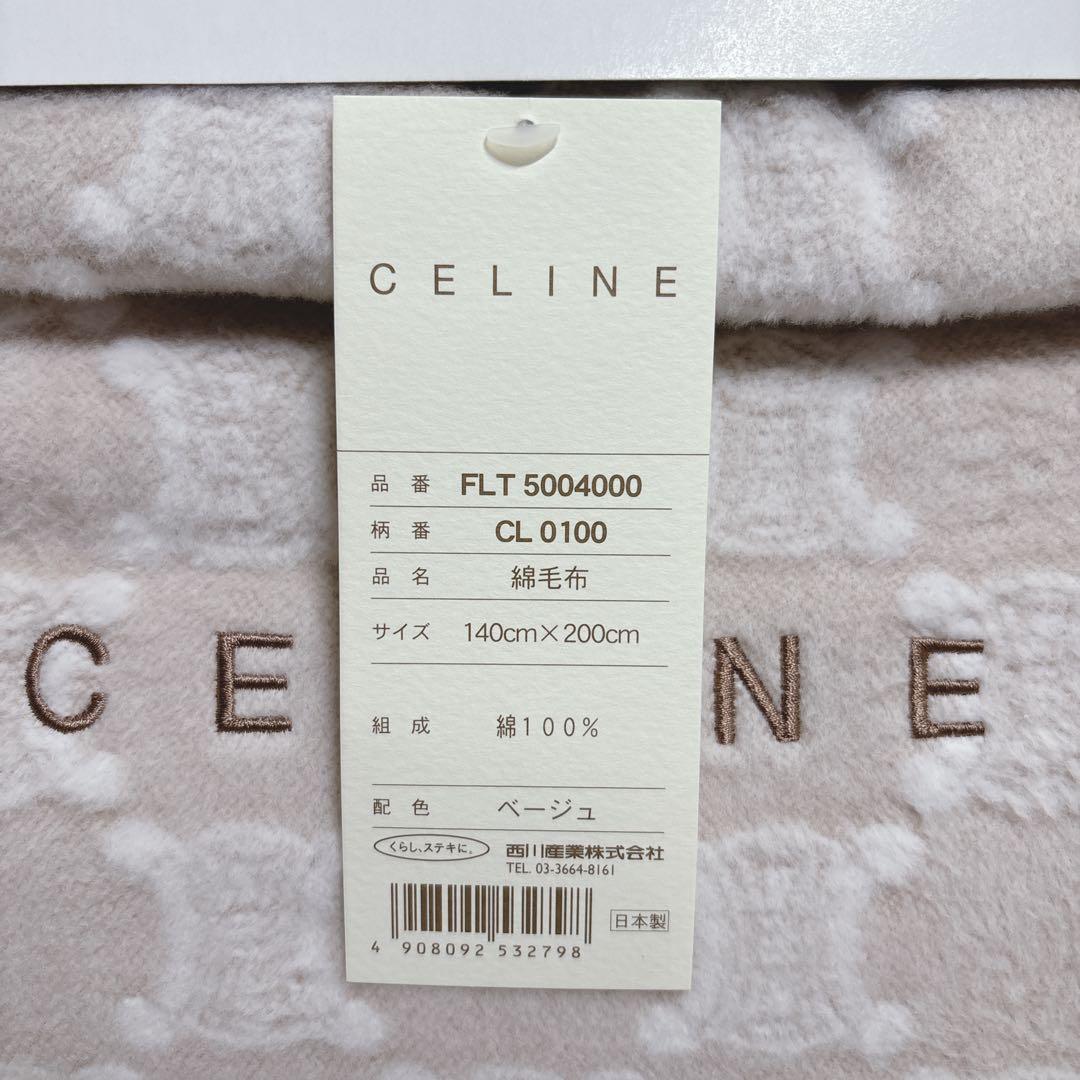 CELINE
品番 FLT 5004000
柄番 CL 0100
品名 綿毛布
サイズ 140cm×200cm
CE NE
組成 綿100%
配色 ベージュ
くらし、ステキに。 西川産業株式会社
TEL. 03-3664-8161
日本製
4 908092 532798